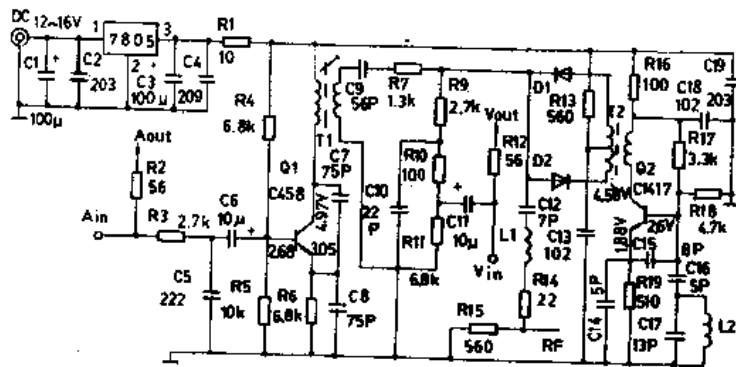 DC 12~16V
1 7805 3
2
R1
10
C1
100μ
C2
203
C3
100μ
C4
209
Aout
R2
56
Ain
R3 2.7k
C5
222
C6
10μ
R4
6.8k
R5
10k
R6
6.8k
Q1
C458
2.68
3.05
4.97V
T1
C7
75P
C8
75P
C9
56P
R7
1.3k
R9
2.7k
R10
100
C10
22P
R11
6.8k
C11
10μ
Vout
R12
56
Vin
D1
D2
C12
7P
L1
R14
22
R15
560
RF
R13
560
C13
102
T2
4.58V
R16
100
C18
102
C19
203
R17
3.3k
R18
4.7k
Q2
C1417
2.6V
1.88V
C15
8P
C14
5P
R19
510
C16
5P
C17
13P
L2